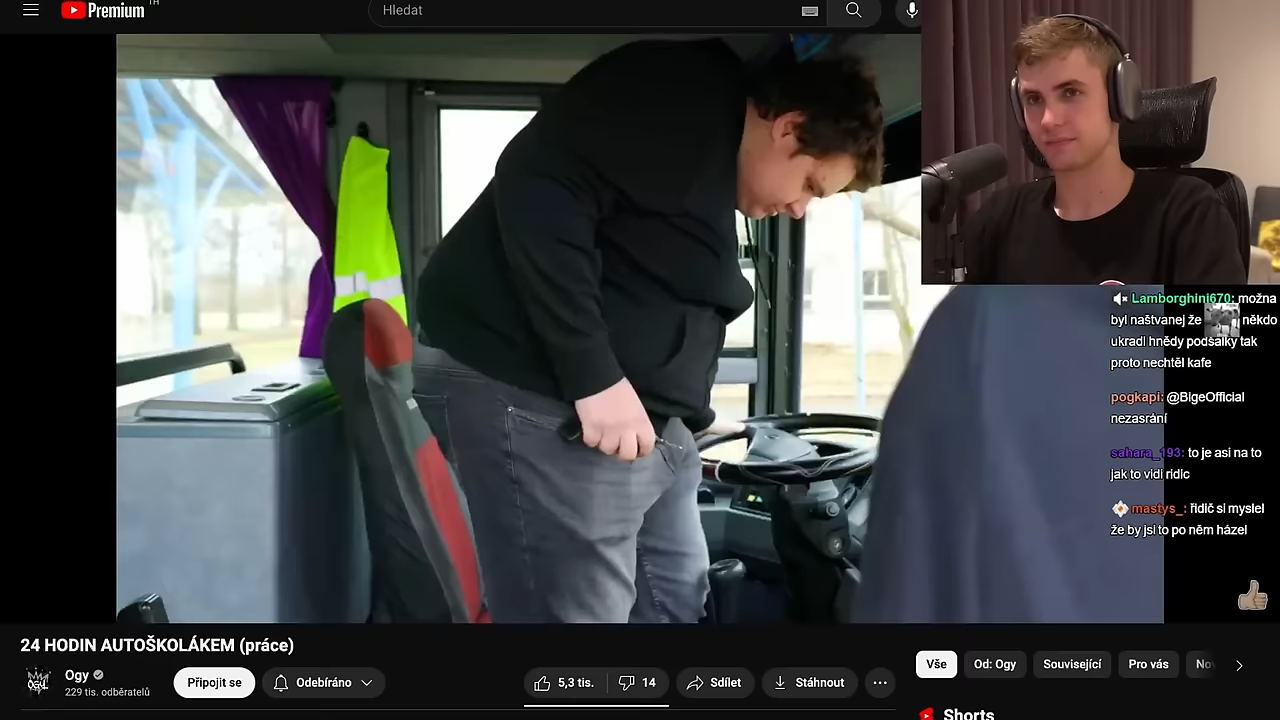 Premium TH
Hledat
Lamborghini670: možna
byl naštvanej že někdo
ukradl hnědy podšálky tak
proto nechtěl kafe
pogkapi: @BigeOfficial
nezasrání
sahara_193: to je asi na to
jak to vidi ridic
mastys_: řidič si myslel
že by jsi to po něm házel
24 HODIN AUTOŠKOLÁKEM (práce)
Ogy
229 tis. odběratelů
Připojit se
Odebíráno
5,3 tis.
14
Sdílet
Stáhnout
Vše
Od: Ogy
Související
Pro vás
Shorts